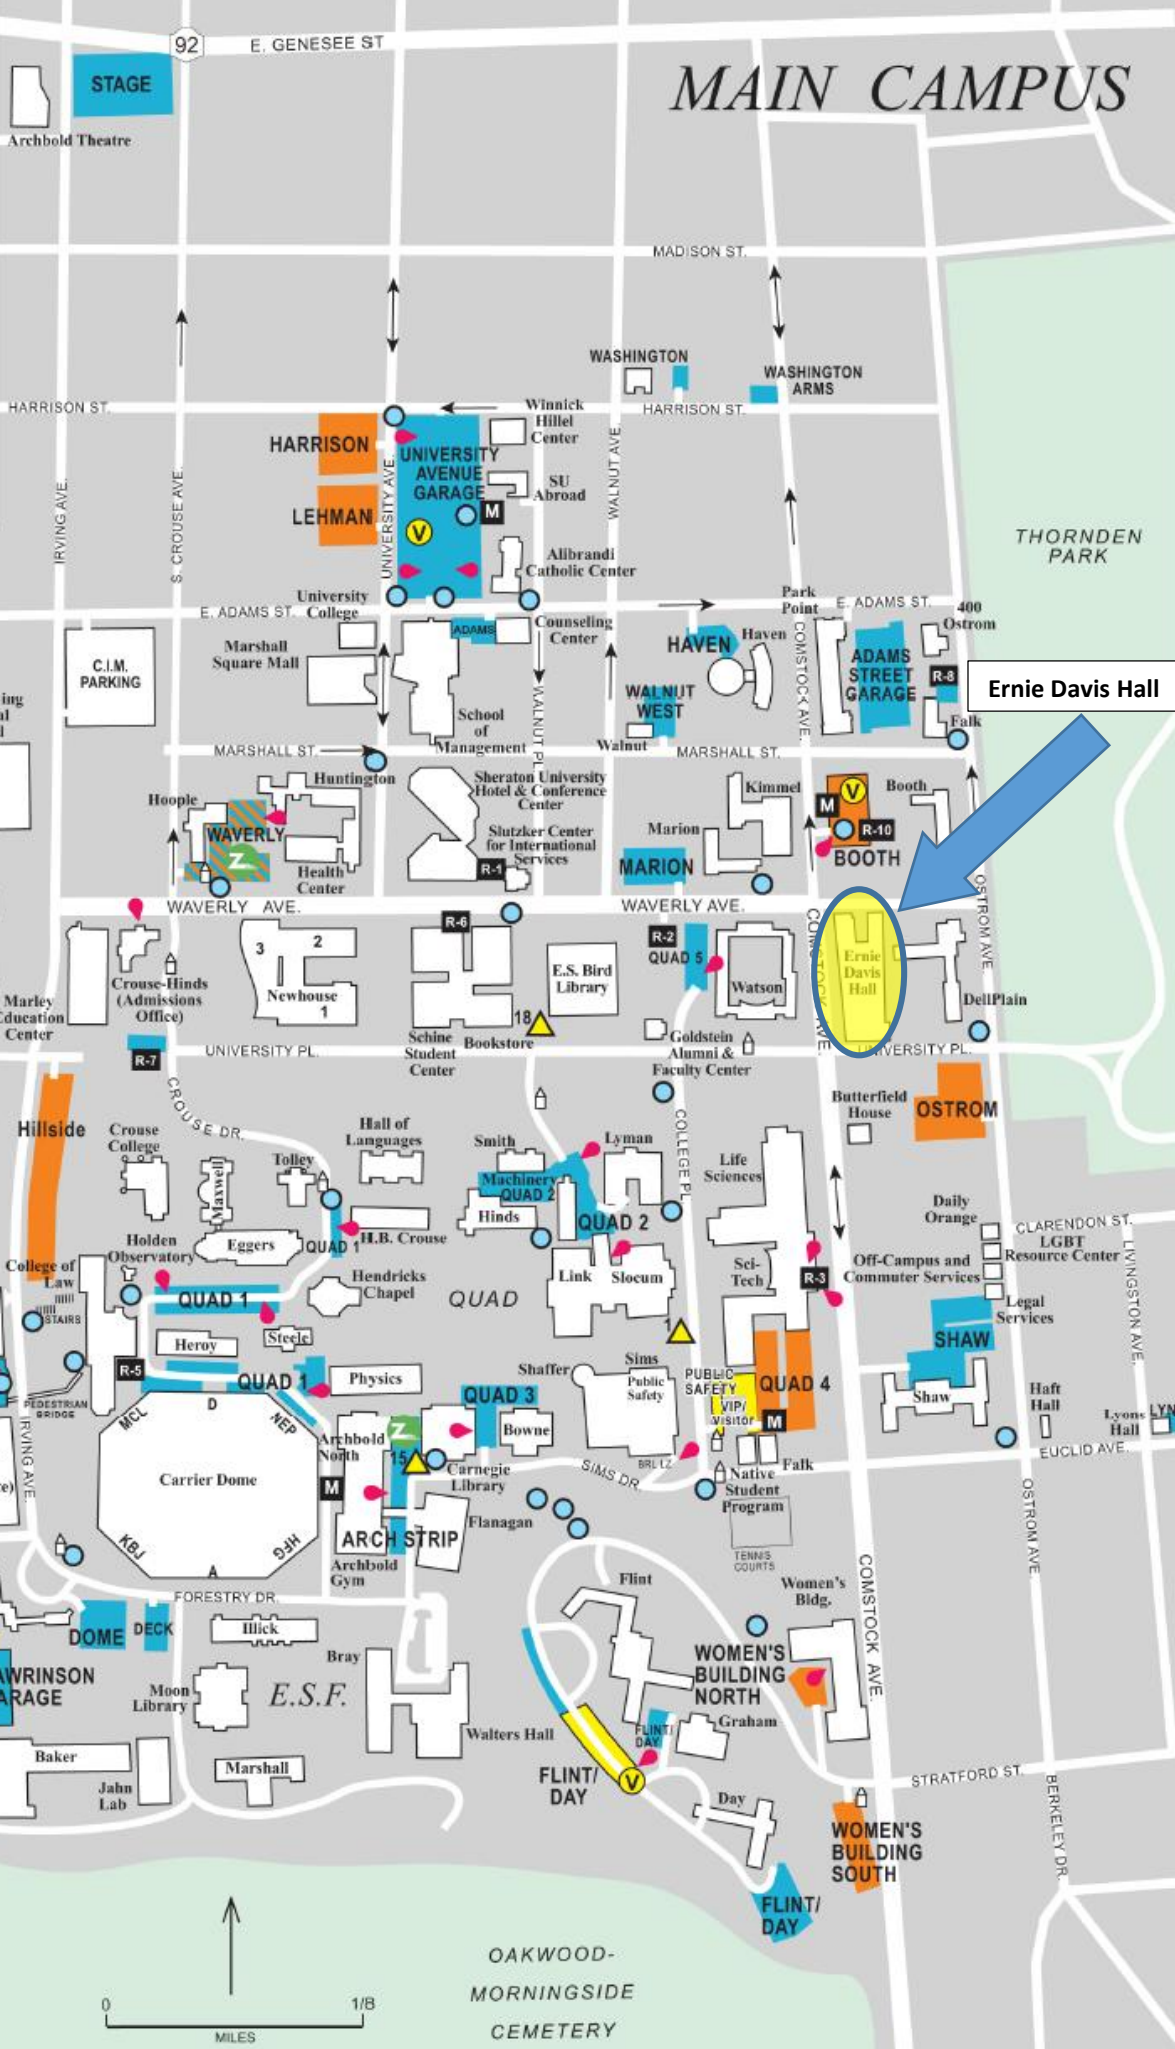 92
E. GENESEE ST
MAIN CAMPUS
STAGE
Archbold Theatre
MADISON ST.
WASHINGTON
WASHINGTON
ARMS
HARRISON ST.
HARRISON ST.
Winnick
Hillel
Center
HARRISON
UNIVERSITY
AVENUE
GARAGE
SU
Abroad
LEHMAN
M
V
IRVING AVE.
S. CROUSE AVE.
UNIVERSITY AVE.
WALNUT AVE.
THORNDEN
PARK
Alibrandi
Catholic Center
University
College
E. ADAMS ST.
Park
Point
E. ADAMS ST.
400
Ostrom
ADAMS
Counseling
Center
HAVEN
Haven
COMSTOCK AVE.
ADAMS
STREET
GARAGE
R-8
Ernie Davis Hall
Marshall
Square Mall
C.I.M.
PARKING
School
of
Management
WALNUT PL.
WALNUT
WEST
Walnut
Falk
MARSHALL ST.
MARSHALL ST.
Huntington
Hoople
WAVERLY
Z
Health
Center
Sheraton University
Hotel & Conference
Center
Slutzker Center
for International
Services
R-1
Kimmel
Marion
MARION
V
M
R-10
BOOTH
Booth
WAVERLY AVE.
WAVERLY AVE.
OSTROM AVE.
R-6
R-2
QUAD 5
Watson
COMSTOCK AVE.
Ernie
Davis
Hall
DellPlain
3
2
Newhouse
1
Crouse-Hinds
(Admissions
Office)
Marley
Education
Center
E.S. Bird
Library
18
Schine
Student
Center
Bookstore
Goldstein
Alumni &
Faculty Center
R-7
UNIVERSITY PL.
UNIVERSITY PL.
CROUSE DR.
COLLEGE PL.
Butterfield
House
OSTROM
Hillside
Crouse
College
Maxwell
Tolley
Hall of
Languages
Smith
Lyman
Machinery
QUAD 2
Hinds
QUAD 2
Life
Sciences
Daily
Orange
CLARENDON ST.
LGBT
Resource Center
Off-Campus and
Commuter Services
Legal
Services
LIVINGSTON AVE.
Holden
Observatory
Eggers
QUAD 1
H.B. Crouse
College of
Law
STAIRS
QUAD 1
Hendricks
Chapel
QUAD
Link
Slocum
Sci-
Tech
R-3
1
SHAW
Heroy
Steele
R-5
QUAD 1
Physics
Shaffer
Sims
Public
Safety
PUBLIC
SAFETY
VIP/
Visitor
QUAD 4
M
Shaw
Haft
Hall
Lyons
Hall
LYN
PEDESTRIAN
BRIDGE
IRVING AVE.
MCL
D
NEP
QUAD 3
Bowne
Archbold
North
Z
15
Carnegie
Library
Carrier Dome
M
SIMS DR.
BRL LZ
Native
Student
Program
Falk
EUCLID AVE.
OSTROM AVE.
KBJ
A
HFG
ARCH STRIP
Flanagan
Archbold
Gym
TENNIS
COURTS
FORESTRY DR.
Flint
Women's
Bldg.
COMSTOCK AVE.
DOME
DECK
Illick
Bray
E.S.F.
Moon
Library
Walters Hall
WOMEN'S
BUILDING
NORTH
AWRINSON
ARAGE
FLINT/
DAY
Graham
Baker
Jahn
Lab
Marshall
FLINT/
DAY
V
Day
STRATFORD ST.
BERKELEY DR.
WOMEN'S
BUILDING
SOUTH
FLINT/
DAY
OAKWOOD-
MORNINGSIDE
CEMETERY
0
1/8
MILES